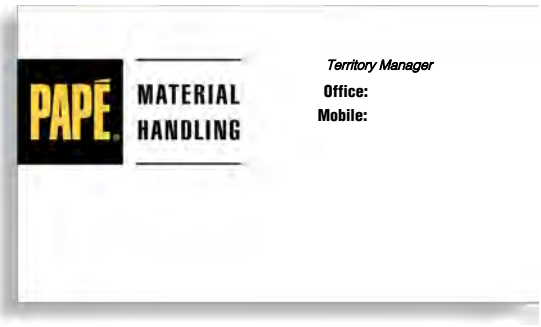 PAPÉ®
MATERIAL
HANDLING
Territory Manager
Office:
Mobile: